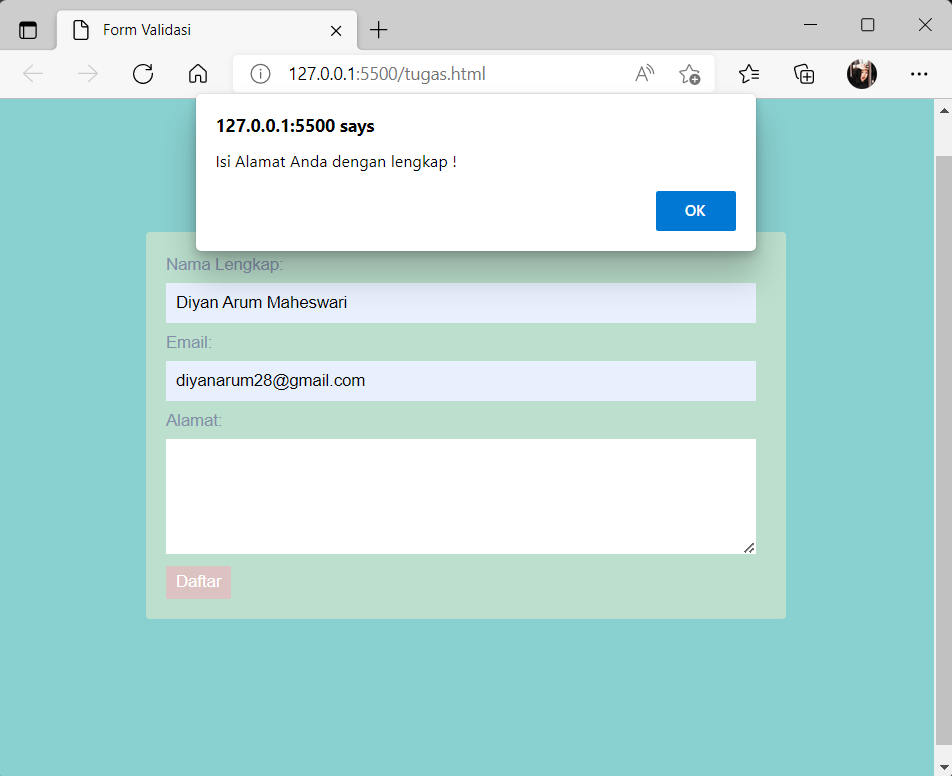 Form Validasi
127.0.0.1:5500/tugas.html
127.0.0.1:5500 says
Isi Alamat Anda dengan lengkap !
OK
Nama Lengkap:
Diyan Arum Maheswari
Email:
diyanarum28@gmail.com
Alamat:
Daftar